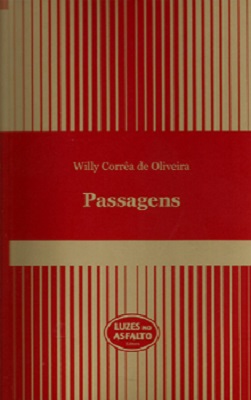 Willy Corrêa de Oliveira
Passagens
LUZES NO
ASFALTO